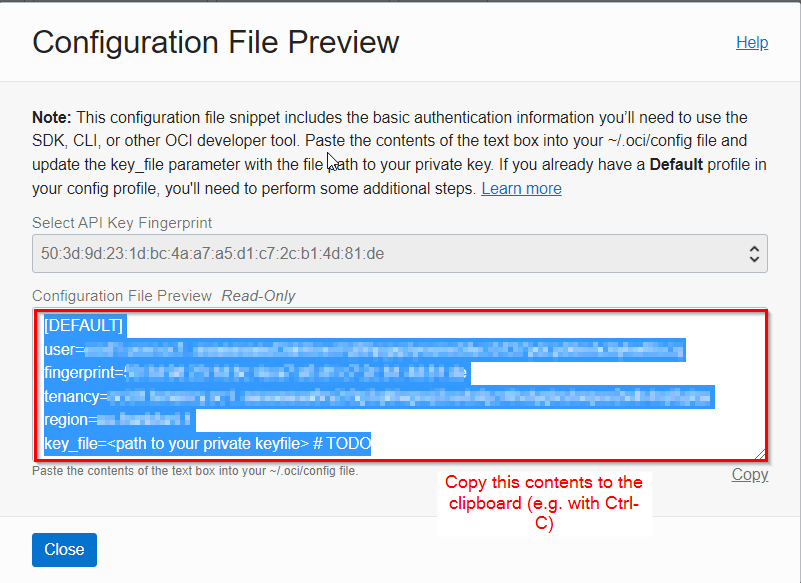 Configuration File Preview
Help
Note: This configuration file snippet includes the basic authentication information you'll need to use the
SDK, CLI, or other OCI developer tool. Paste the contents of the text box into your ~/.oci/config file and
update the key_file parameter with the file path to your private key. If you already have a Default profile in
your config profile, you'll need to perform some additional steps. Learn more
Select API Key Fingerprint
50:3d:9d:23:1d:bc:4a:a7:a5:d1:c7:2c:b1:4d:81:de
Configuration File Preview Read-Only
[DEFAULT]
user=
fingerprint=
tenancy=
region=
key_file=<path to your private keyfile> # TODO
Paste the contents of the text box into your ~/.oci/config file.
Copy
Copy this contents to the
clipboard (e.g. with Ctrl-
C)
Close